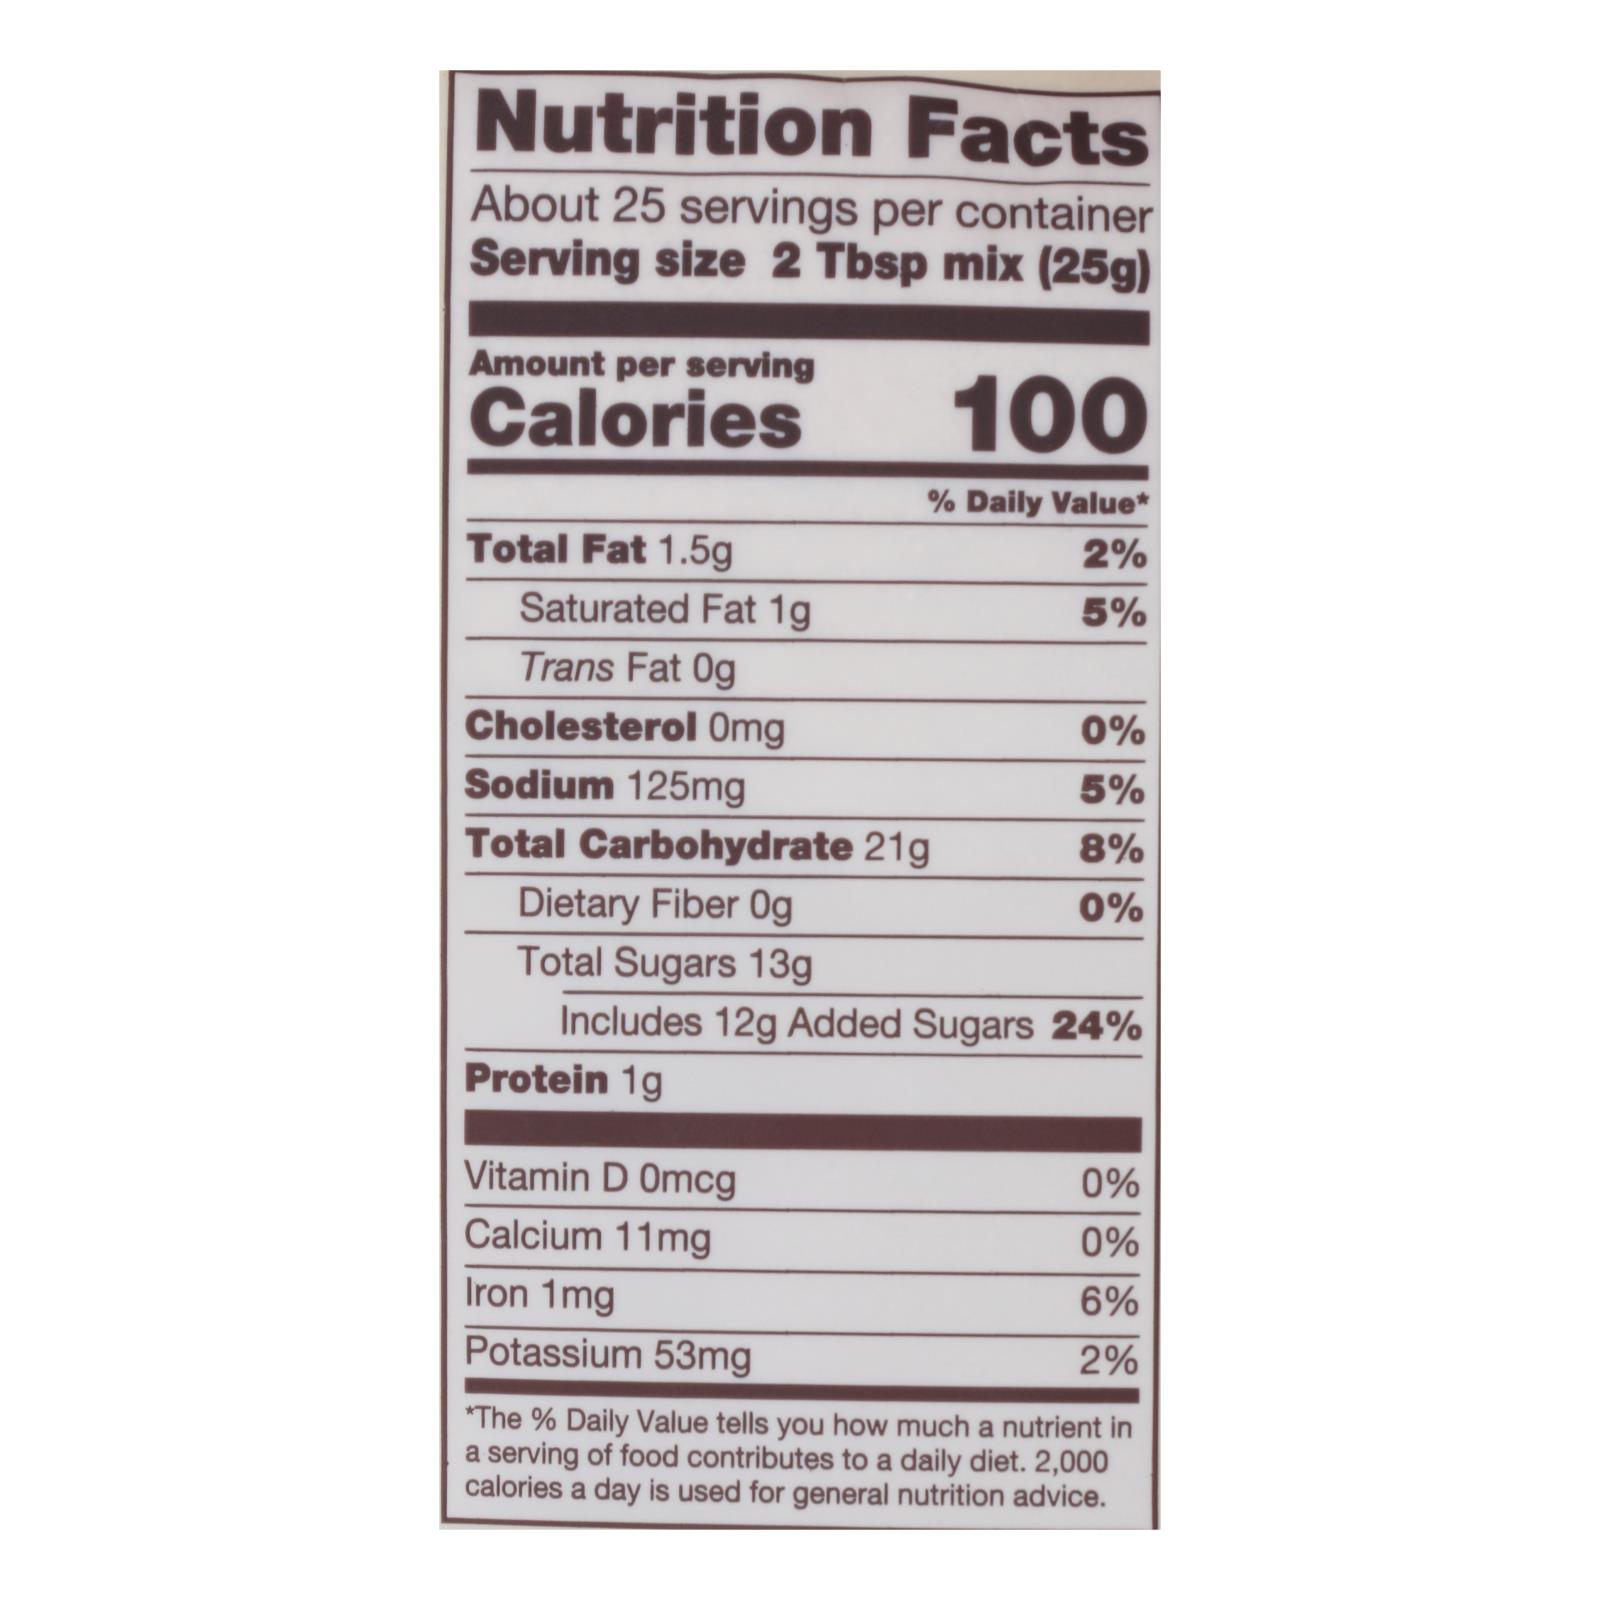 Nutrition Facts
About 25 servings per container
Serving size 2 Tbsp mix (25g)
Amount per serving
Calories 100
% Daily Value*
Total Fat 1.5g 2%
Saturated Fat 1g 5%
Trans Fat 0g
Cholesterol 0mg 0%
Sodium 125mg 5%
Total Carbohydrate 21g 8%
Dietary Fiber 0g 0%
Total Sugars 13g
Includes 12g Added Sugars 24%
Protein 1g
Vitamin D 0mcg 0%
Calcium 11mg 0%
Iron 1mg 6%
Potassium 53mg 2%
*The % Daily Value tells you how much a nutrient in
a serving of food contributes to a daily diet. 2,000
calories a day is used for general nutrition advice.